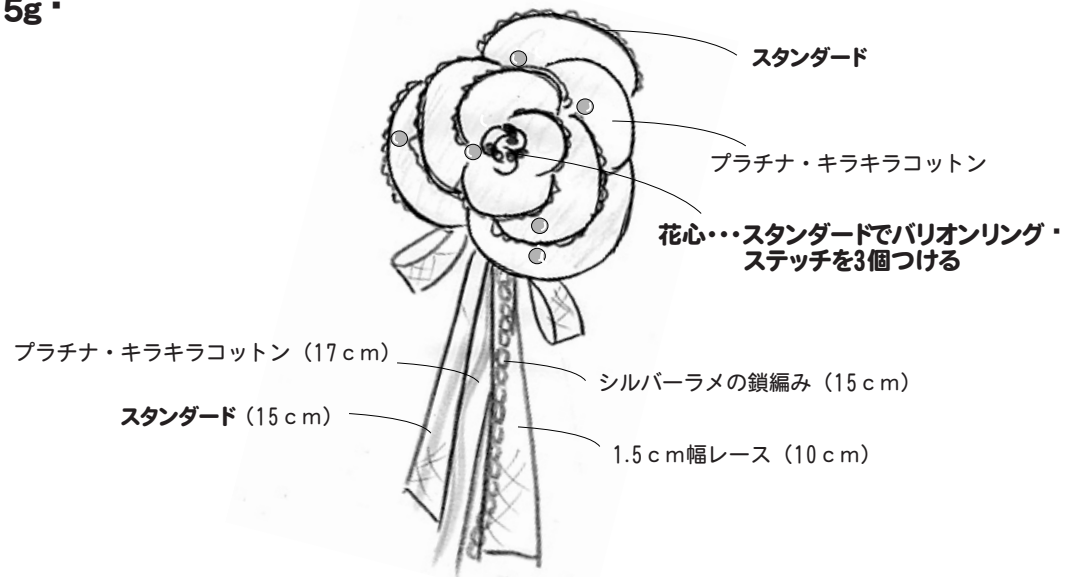 5g・
スタンダード
プラチナ・キラキラコットン
花心・・・スタンダードでバリオンリング・
ステッチを3個つける
プラチナ・キラキラコットン（17ｃｍ）
シルバーラメの鎖編み（15ｃｍ）
スタンダード（15ｃｍ）
1.5ｃｍ幅レース（10ｃｍ）